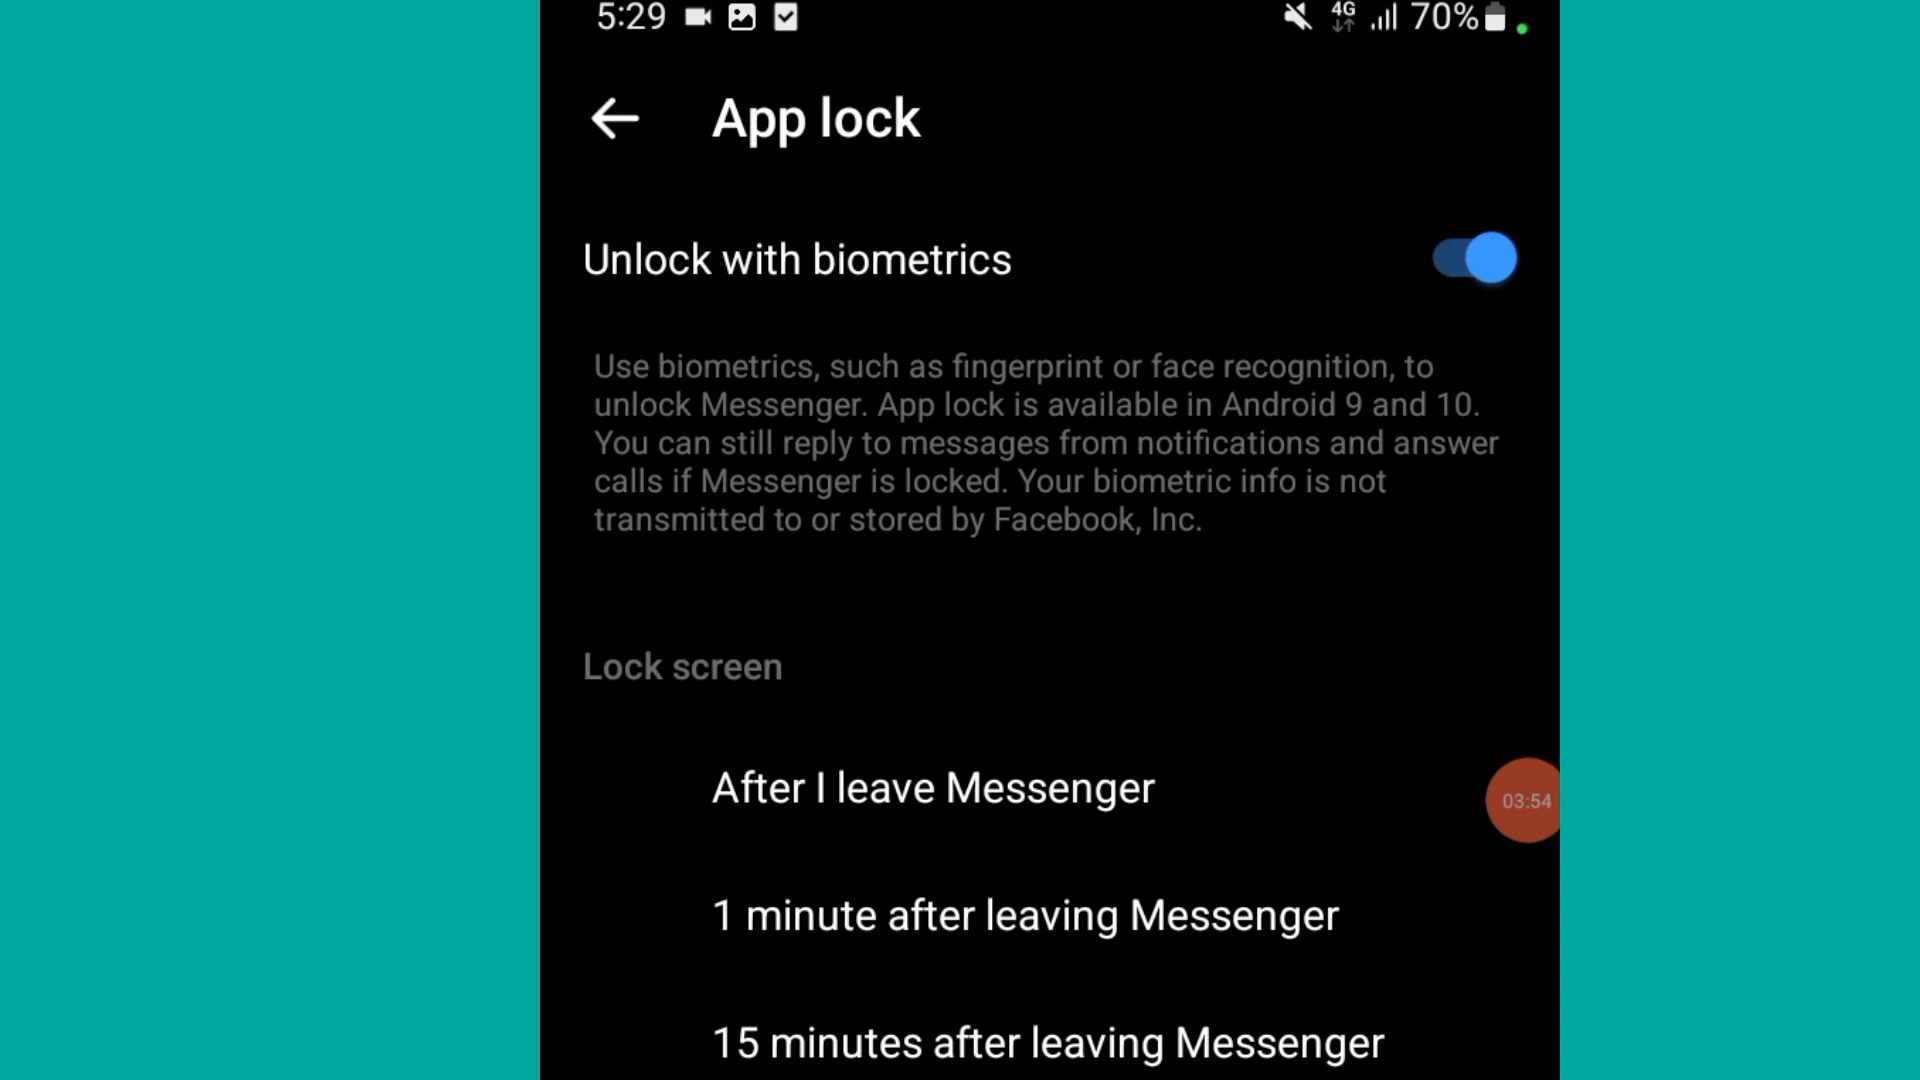 5:29 4G 70%
App lock
Unlock with biometrics
Use biometrics, such as fingerprint or face recognition, to
unlock Messenger. App lock is available in Android 9 and 10.
You can still reply to messages from notifications and answer
calls if Messenger is locked. Your biometric info is not
transmitted to or stored by Facebook, Inc.
Lock screen
After I leave Messenger
03:54
1 minute after leaving Messenger
15 minutes after leaving Messenger